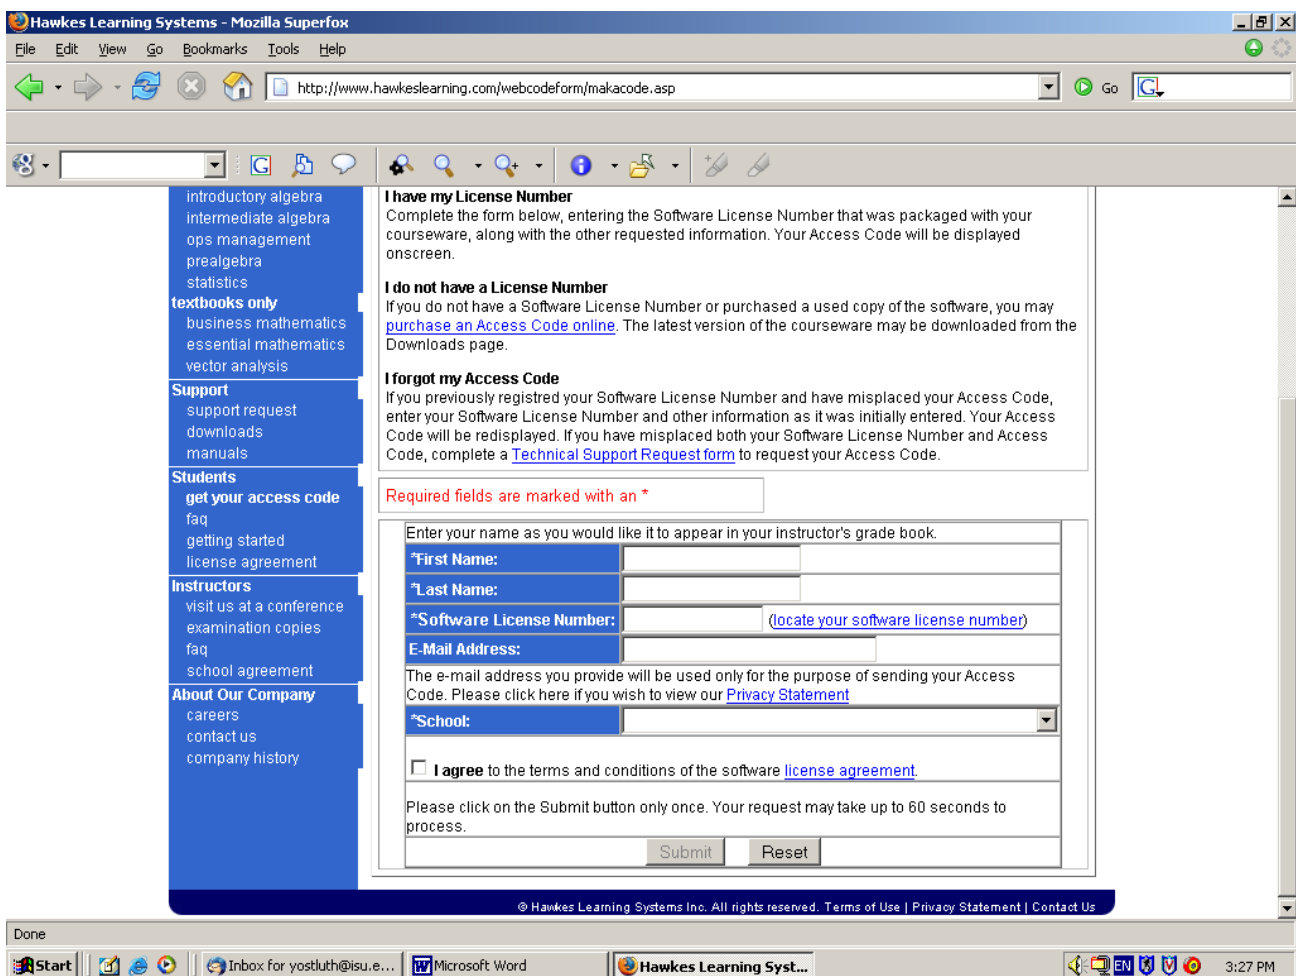 Hawkes Learning Systems - Mozilla Superfox
File Edit View Go Bookmarks Tools Help
http://www.hawkeslearning.com/webcodeform/makacode.asp
Go
G
introductory algebra
intermediate algebra
ops management
prealgebra
statistics
textbooks only
business mathematics
essential mathematics
vector analysis
Support
support request
downloads
manuals
Students
get your access code
faq
getting started
license agreement
Instructors
visit us at a conference
examination copies
faq
school agreement
About Our Company
careers
contact us
company history
I have my License Number
Complete the form below, entering the Software License Number that was packaged with your
courseware, along with the other requested information. Your Access Code will be displayed
onscreen.
I do not have a License Number
If you do not have a Software License Number or purchased a used copy of the software, you may
purchase an Access Code online. The latest version of the courseware may be downloaded from the
Downloads page.
I forgot my Access Code
If you previously registred your Software License Number and have misplaced your Access Code,
enter your Software License Number and other information as it was initially entered. Your Access
Code will be redisplayed. If you have misplaced both your Software License Number and Access
Code, complete a Technical Support Request form to request your Access Code.
Required fields are marked with an *
Enter your name as you would like it to appear in your instructor's grade book.
*First Name:
*Last Name:
*Software License Number: (locate your software license number)
E-Mail Address:
The e-mail address you provide will be used only for the purpose of sending your Access
Code. Please click here if you wish to view our Privacy Statement
*School:
I agree to the terms and conditions of the software license agreement.
Please click on the Submit button only once. Your request may take up to 60 seconds to
process.
Submit Reset
© Hawkes Learning Systems Inc. All rights reserved. Terms of Use | Privacy Statement | Contact Us
Done
Start Inbox for yostluth@isu.e... Microsoft Word Hawkes Learning Syst... EN 3:27 PM